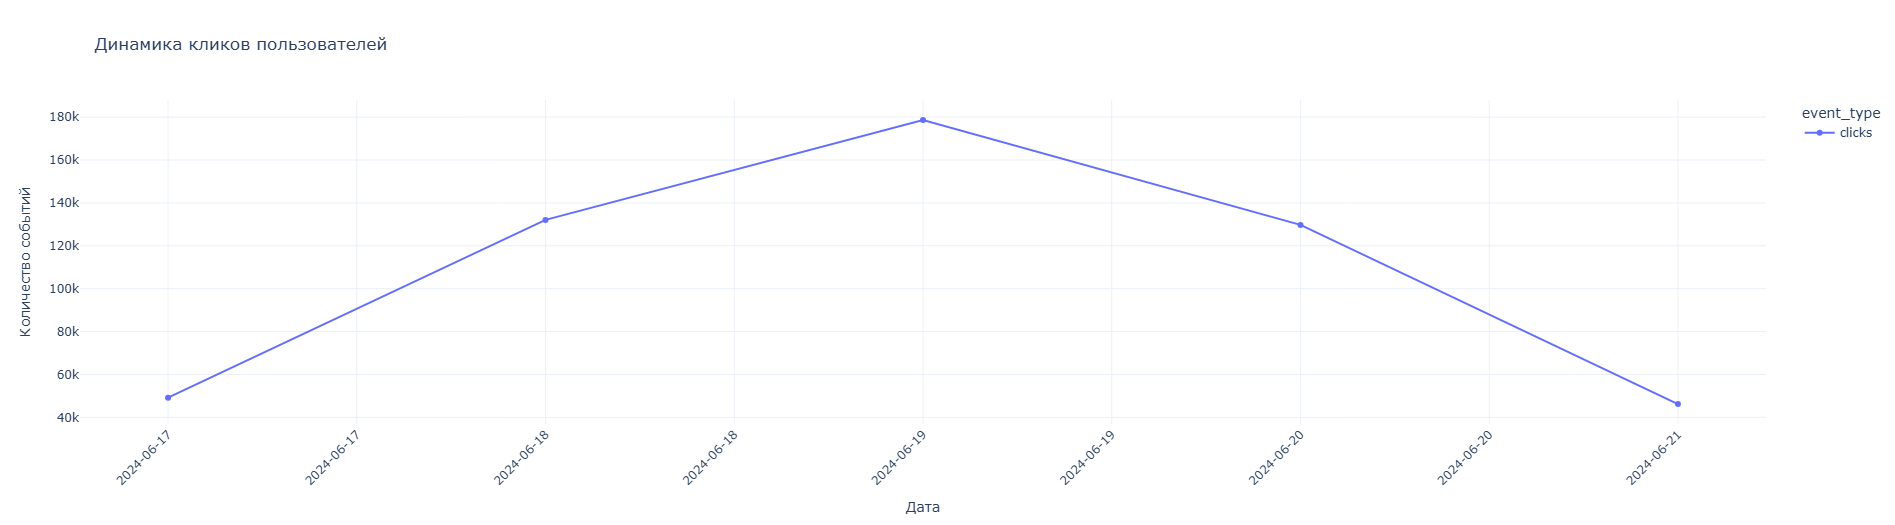 Динамика кликов пользователей
Количество событий
180k
160k
140k
120k
100k
80k
60k
40k
2024-06-17
2024-06-17
2024-06-18
2024-06-18
2024-06-19
2024-06-19
2024-06-20
2024-06-20
2024-06-21
Дата
event_type
clicks